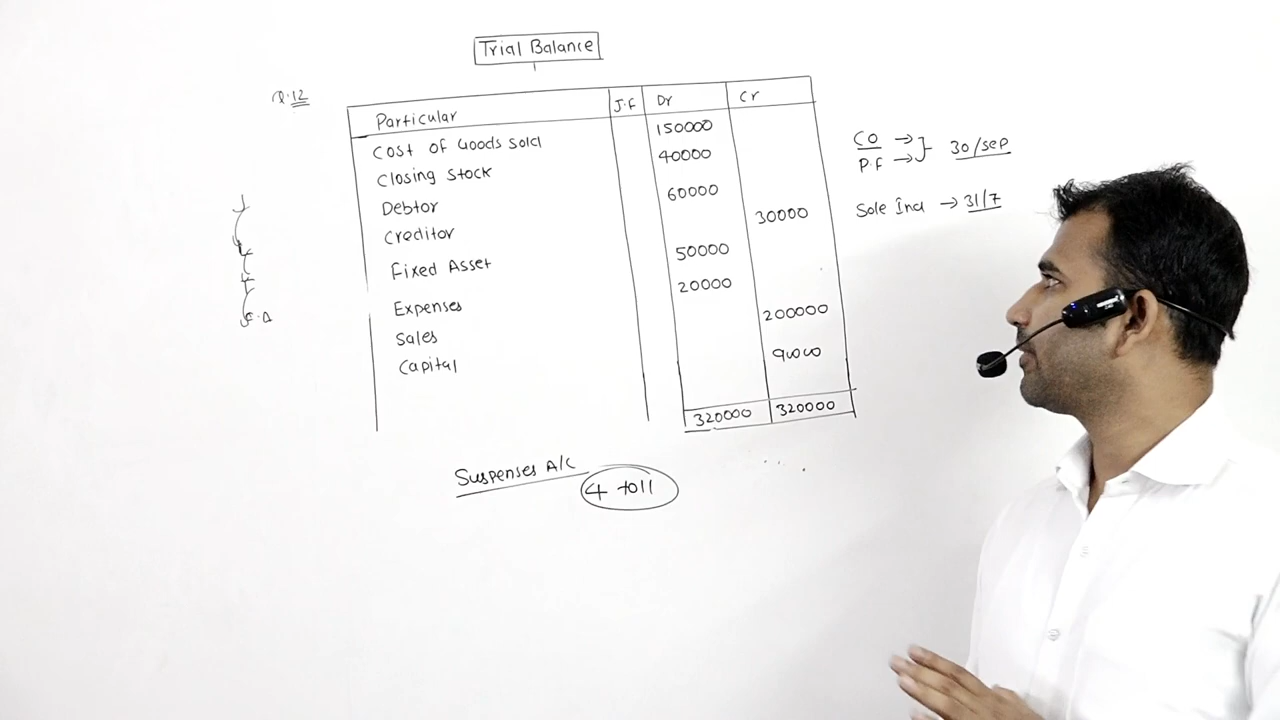 Trial Balance
Q.12
Particular J.F Dr Cr
Cost of Goods Sold 150000
Closing Stock 40000
Debtor 60000
Creditor 30000
Fixed Asset 50000
Expenses 20000
Sales 200000
Capital 90000
320000 320000
CO →
P.F → 30/sep
Sole Ind → 31/7
Suspenses A/C
4 to 11